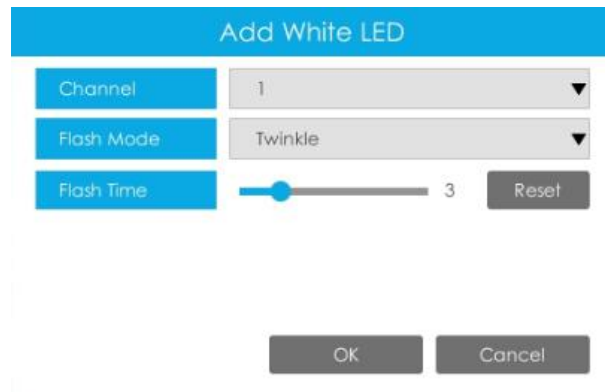 Add White LED
Channel 1
Flash Mode Twinkle
Flash Time 3 Reset
OK Cancel